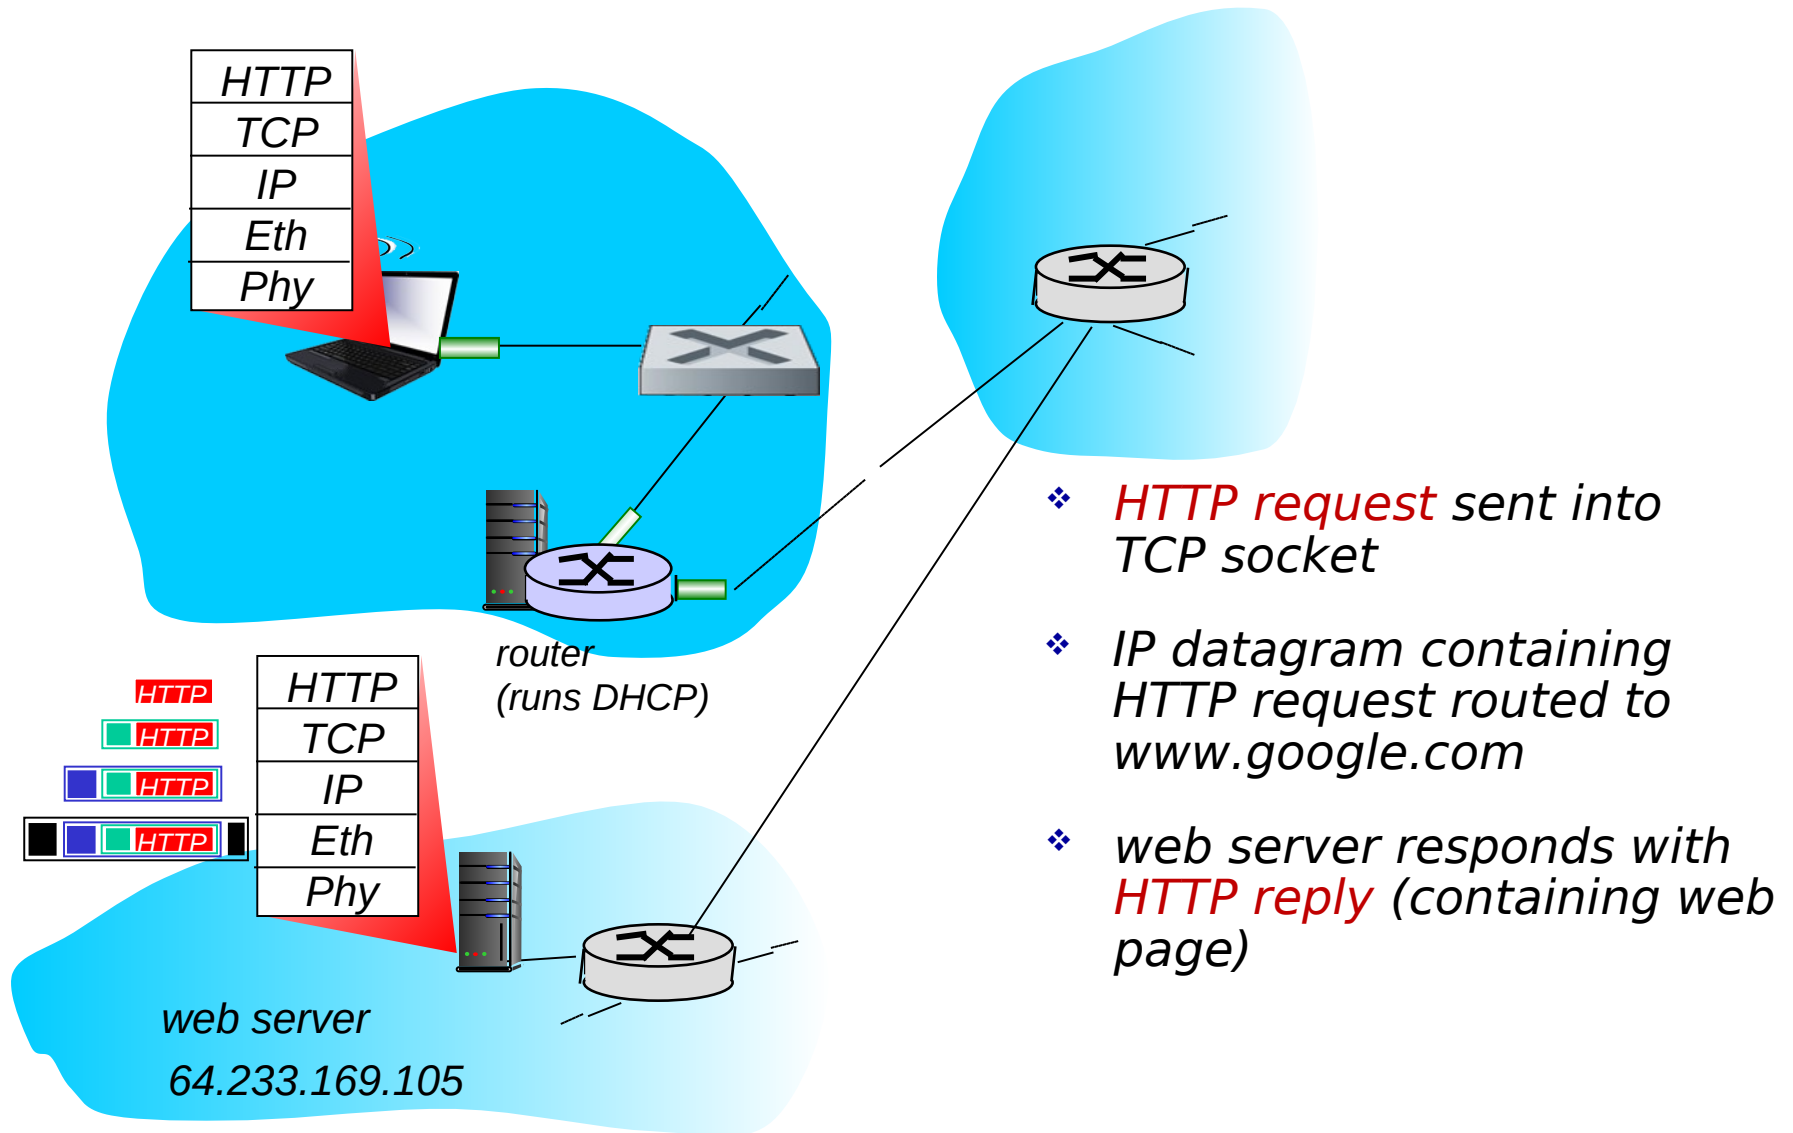 HTTP
TCP
IP
Eth
Phy
router
(runs DHCP)
HTTP
HTTP
HTTP
HTTP
HTTP
TCP
IP
Eth
Phy
web server
64.233.169.105
HTTP request sent into
TCP socket
IP datagram containing
HTTP request routed to
www.google.com
web server responds with
HTTP reply (containing web
page)